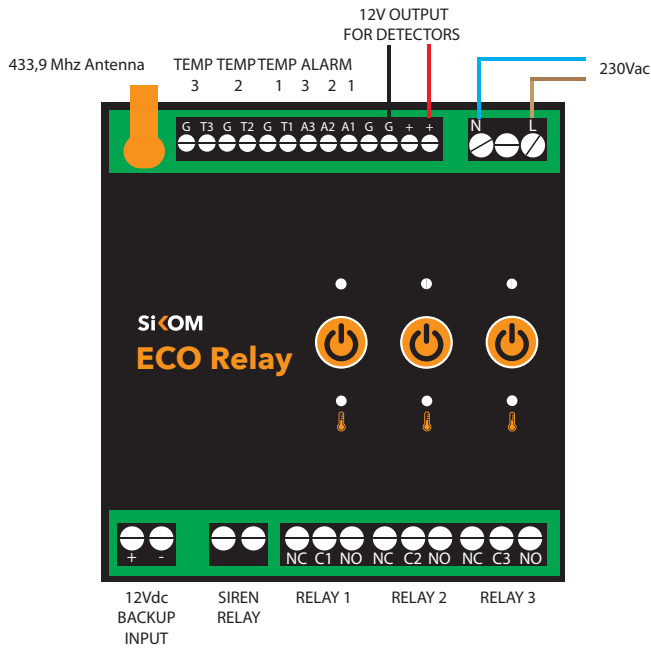 12V OUTPUT
FOR DETECTORS
433,9 Mhz Antenna
TEMP TEMP TEMP ALARM
3 2 1 3 2 1
230Vac
G T3 G T2 G T1 A3 A2 A1 G G + +
N L
SiKOM
ECO Relay
+ -
NC C1 NO NC C2 NO NC C3 NO
12Vdc
BACKUP
INPUT
SIREN
RELAY
RELAY 1
RELAY 2
RELAY 3